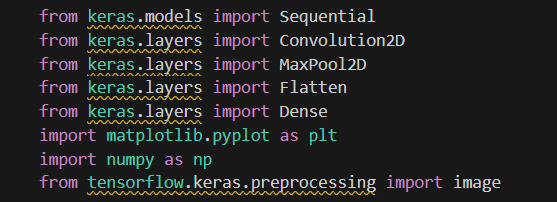 from keras.models import Sequential
from keras.layers import Convolution2D
from keras.layers import MaxPool2D
from keras.layers import Flatten
from keras.layers import Dense
import matplotlib.pyplot as plt
import numpy as np
from tensorflow.keras.preprocessing import image